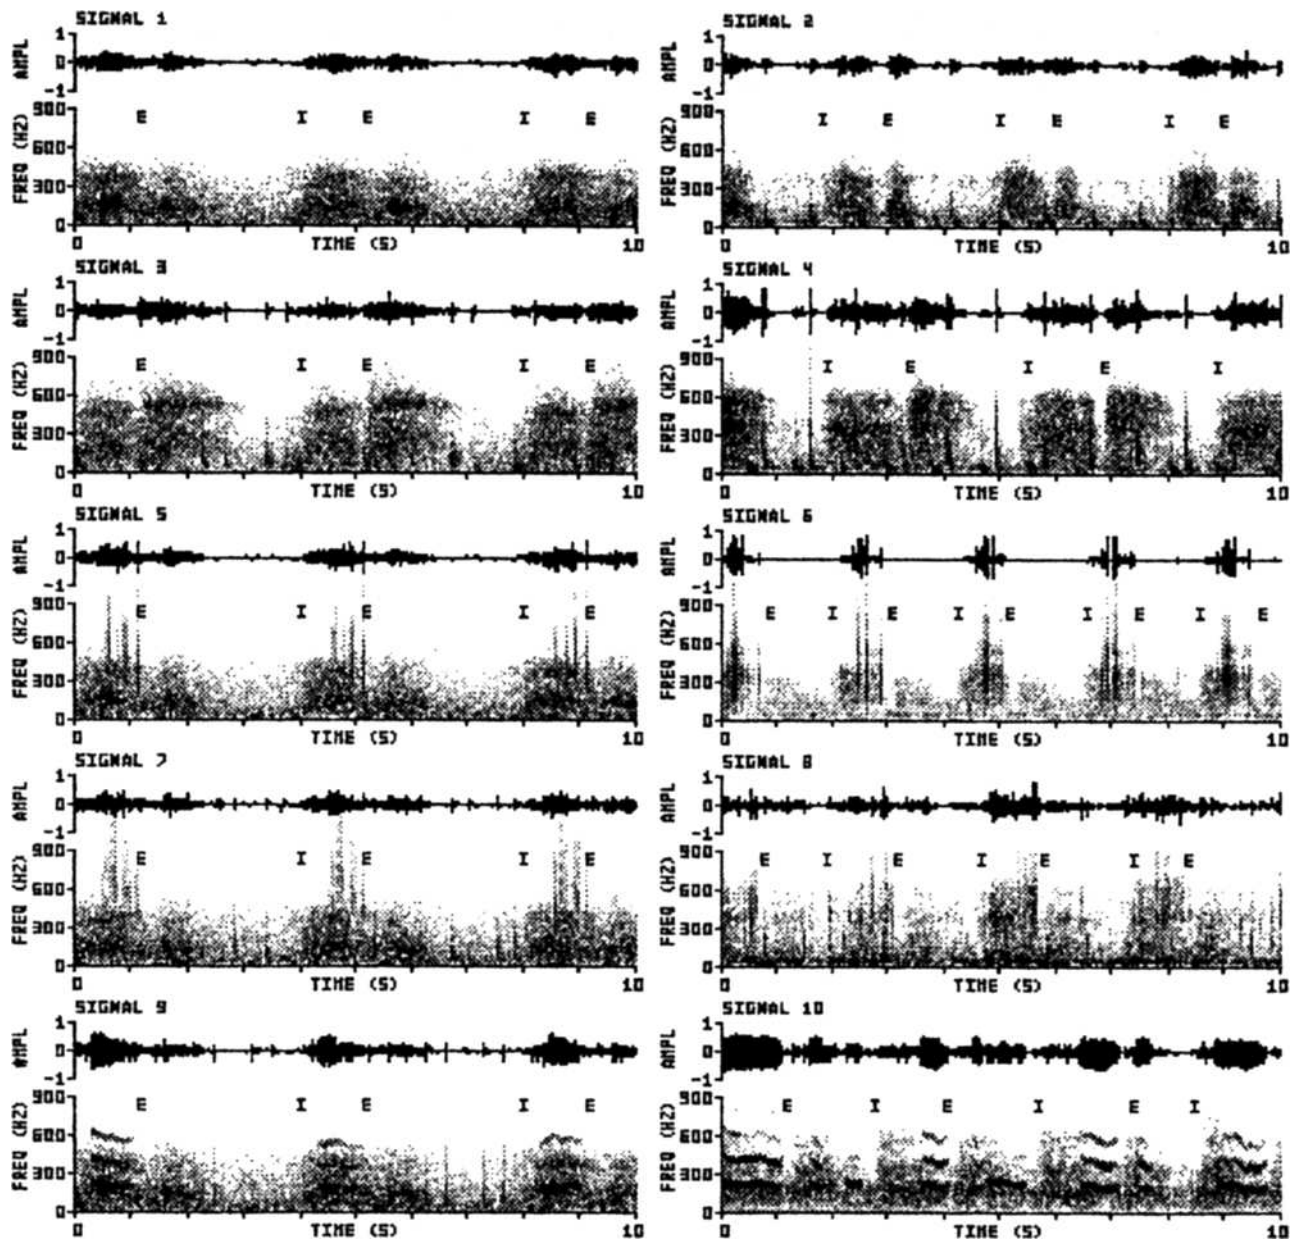 SIGNAL 1
AMPL
1
0
-1
FREQ (HZ)
900
600
300
0
E I E I E
0 TIME (S) 10
SIGNAL 2
AMPL
1
0
-1
FREQ (HZ)
900
600
300
0
I E I E I E
0 TIME (S) 10
SIGNAL 3
AMPL
1
0
-1
FREQ (HZ)
900
600
300
0
E I E I E
0 TIME (S) 10
SIGNAL 4
AMPL
1
0
-1
FREQ (HZ)
900
600
300
0
I E I E I
0 TIME (S) 10
SIGNAL 5
AMPL
1
0
-1
FREQ (HZ)
900
600
300
0
E I E I E
0 TIME (S) 10
SIGNAL 6
AMPL
1
0
-1
FREQ (HZ)
900
600
300
0
E I E I E I E I E
0 TIME (S) 10
SIGNAL 7
AMPL
1
0
-1
FREQ (HZ)
900
600
300
0
E I E I E
0 TIME (S) 10
SIGNAL 8
AMPL
1
0
-1
FREQ (HZ)
900
600
300
0
E I E I E I E
0 TIME (S) 10
SIGNAL 9
AMPL
1
0
-1
FREQ (HZ)
900
600
300
0
E I E I E
0 TIME (S) 10
SIGNAL 10
AMPL
1
0
-1
FREQ (HZ)
900
600
300
0
E I E I E I
0 TIME (S) 10